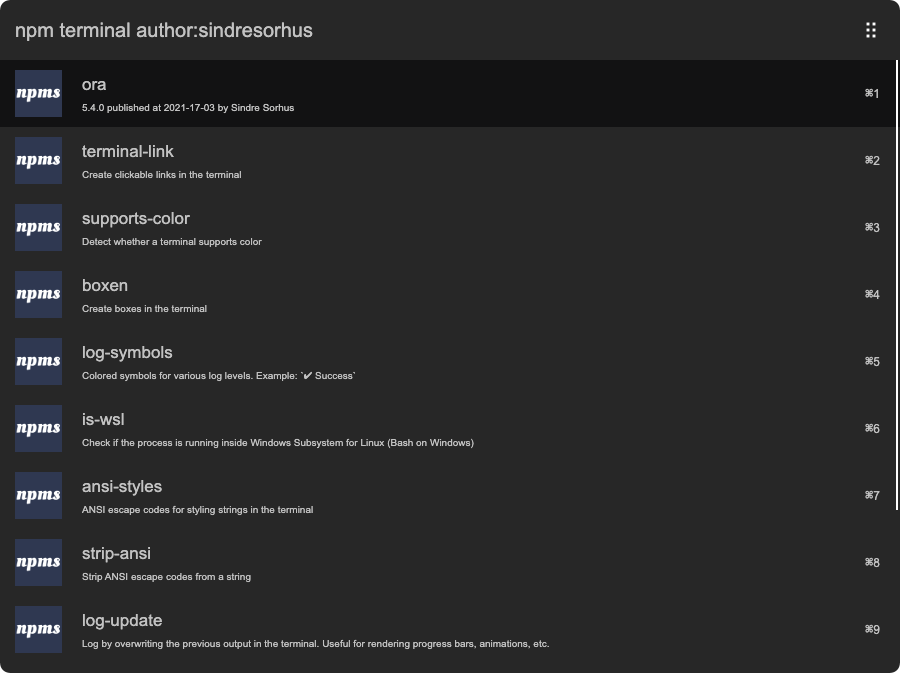 npm terminal author:sindresorhus
npms
ora
5.4.0 published at 2021-17-03 by Sindre Sorhus
⌘1
npms
terminal-link
Create clickable links in the terminal
⌘2
npms
supports-color
Detect whether a terminal supports color
⌘3
npms
boxen
Create boxes in the terminal
⌘4
npms
log-symbols
Colored symbols for various log levels. Example: `✔ Success`
⌘5
npms
is-wsl
Check if the process is running inside Windows Subsystem for Linux (Bash on Windows)
⌘6
npms
ansi-styles
ANSI escape codes for styling strings in the terminal
⌘7
npms
strip-ansi
Strip ANSI escape codes from a string
⌘8
npms
log-update
Log by overwriting the previous output in the terminal. Useful for rendering progress bars, animations, etc.
⌘9